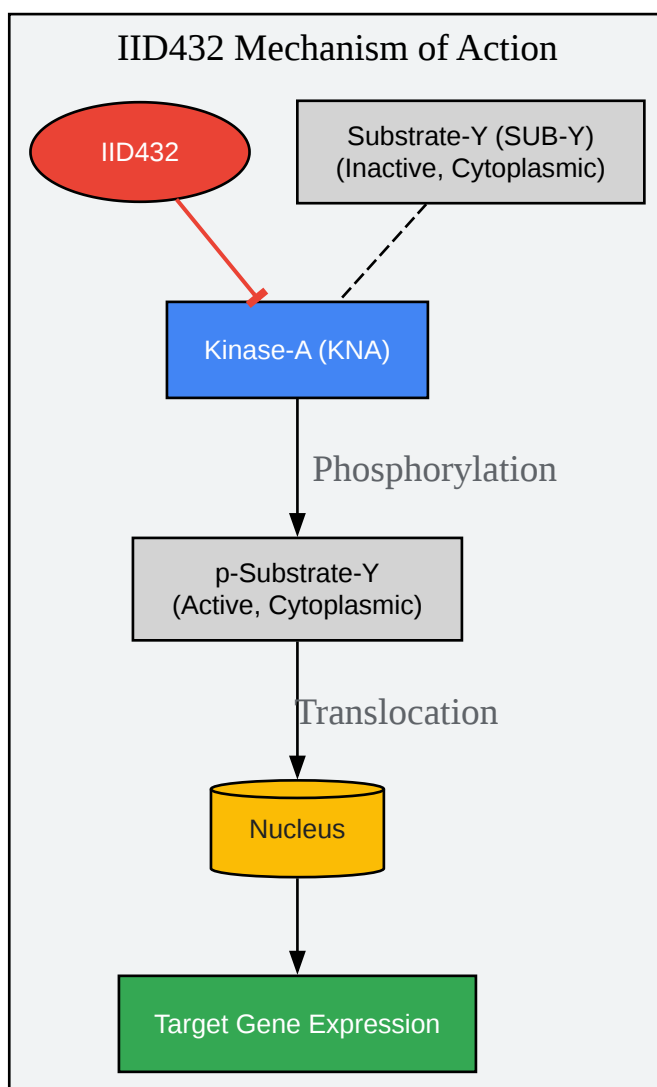 IID432 Mechanism of Action
IID432
Substrate-Y (SUB-Y)
(Inactive, Cytoplasmic)
Kinase-A (KNA)
Phosphorylation
p-Substrate-Y
(Active, Cytoplasmic)
Translocation
Nucleus
Target Gene Expression